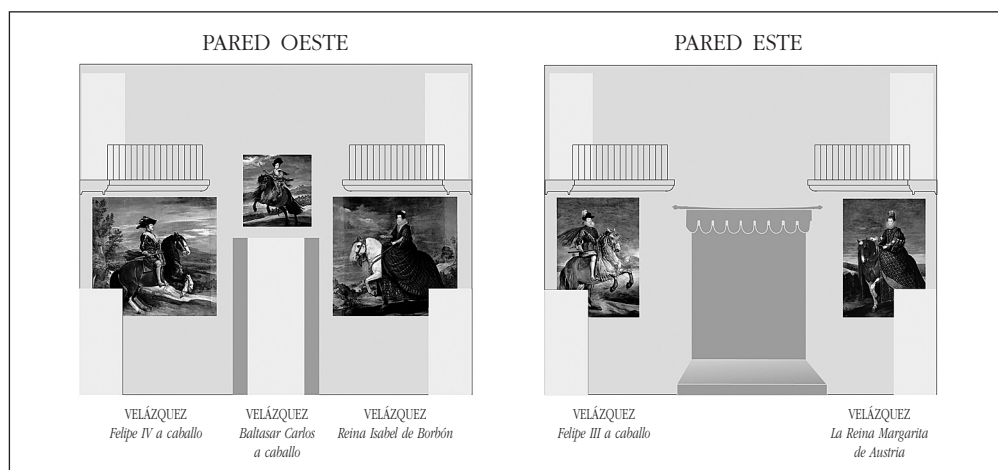 PARED OESTE
PARED ESTE
VELÁZQUEZ
Felipe IV a caballo
VELÁZQUEZ
Baltasar Carlos
a caballo
VELÁZQUEZ
Reina Isabel de Borbón
VELÁZQUEZ
Felipe III a caballo
VELÁZQUEZ
La Reina Margarita
de Austria